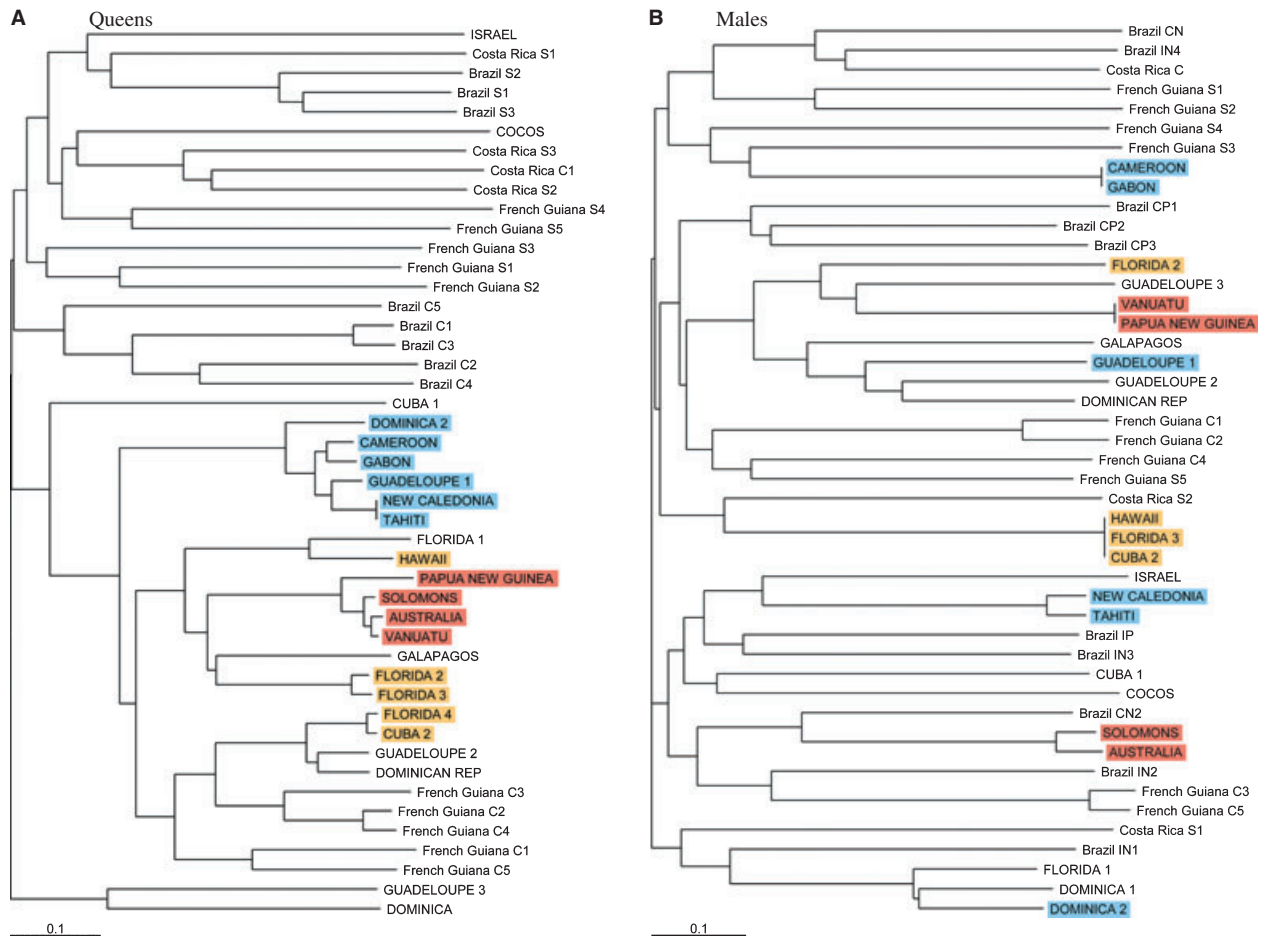 A
Queens
ISRAEL
Costa Rica S1
Brazil S2
Brazil S1
Brazil S3
COCOS
Costa Rica S3
Costa Rica C1
Costa Rica S2
French Guiana S4
French Guiana S5
French Guiana S3
French Guiana S1
French Guiana S2
Brazil C5
Brazil C1
Brazil C3
Brazil C2
Brazil C4
CUBA 1
DOMINICA 2
CAMEROON
GABON
GUADELOUPE 1
NEW CALEDONIA
TAHITI
FLORIDA 1
HAWAII
PAPUA NEW GUINEA
SOLOMONS
AUSTRALIA
VANUATU
GALAPAGOS
FLORIDA 2
FLORIDA 3
FLORIDA 4
CUBA 2
GUADELOUPE 2
DOMINICAN REP
French Guiana C3
French Guiana C2
French Guiana C4
French Guiana C1
French Guiana C5
GUADELOUPE 3
DOMINICA
0.1
B
Males
Brazil CN
Brazil IN4
Costa Rica C
French Guiana S1
French Guiana S2
French Guiana S4
French Guiana S3
CAMEROON
GABON
Brazil CP1
Brazil CP2
Brazil CP3
FLORIDA 2
GUADELOUPE 3
VANUATU
PAPUA NEW GUINEA
GALAPAGOS
GUADELOUPE 1
GUADELOUPE 2
DOMINICAN REP
French Guiana C1
French Guiana C2
French Guiana C4
French Guiana S5
Costa Rica S2
HAWAII
FLORIDA 3
CUBA 2
ISRAEL
NEW CALEDONIA
TAHITI
Brazil IP
Brazil IN3
CUBA 1
COCOS
Brazil CN2
SOLOMONS
AUSTRALIA
Brazil IN2
French Guiana C3
French Guiana C5
Costa Rica S1
Brazil IN1
FLORIDA 1
DOMINICA 1
DOMINICA 2
0.1